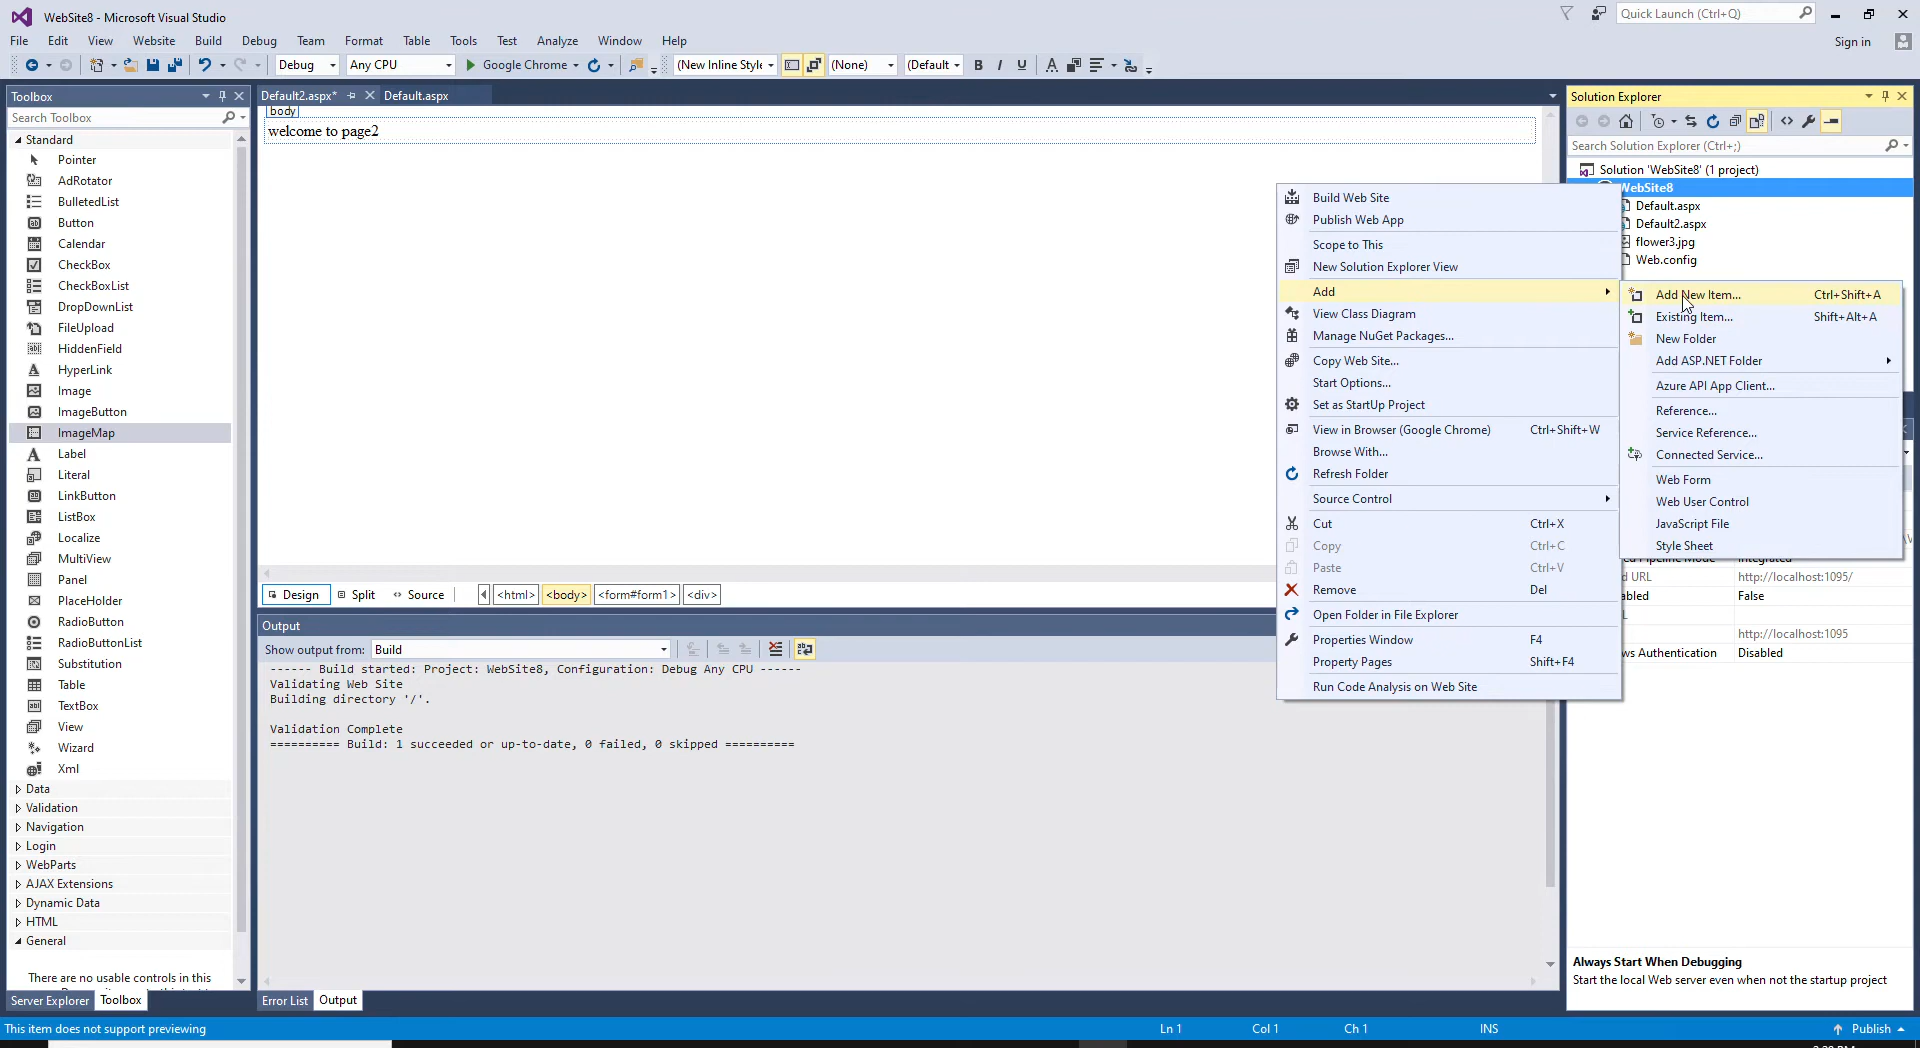 WebSite8 - Microsoft Visual Studio
Quick Launch (Ctrl+Q)
File Edit View Website Build Debug Team Format Table Tools Test Analyze Window Help
Sign in
Debug Any CPU Google Chrome (New Inline Style (None) (Default B I U
Toolbox
Default2.aspx* Default.aspx
Solution Explorer
Search Toolbox
body
welcome to page2
Search Solution Explorer (Ctrl+;)
Standard
Pointer
AdRotator
BulletedList
Button
Calendar
CheckBox
CheckBoxList
DropDownList
FileUpload
HiddenField
HyperLink
Image
ImageButton
ImageMap
Label
Literal
LinkButton
ListBox
Localize
MultiView
Panel
PlaceHolder
RadioButton
RadioButtonList
Substitution
Table
TextBox
View
Wizard
Xml
Data
Validation
Navigation
Login
WebParts
AJAX Extensions
Dynamic Data
HTML
General
There are no usable controls in this
Server Explorer Toolbox
Solution 'WebSite8' (1 project)
WebSite8
Default.aspx
Default2.aspx
flower3.jpg
Web.config
Build Web Site
Publish Web App
Scope to This
New Solution Explorer View
Add
View Class Diagram
Manage NuGet Packages...
Copy Web Site...
Start Options...
Set as StartUp Project
View in Browser (Google Chrome) Ctrl+Shift+W
Browse With...
Refresh Folder
Source Control
Cut Ctrl+X
Copy Ctrl+C
Paste Ctrl+V
Remove Del
Open Folder in File Explorer
Properties Window F4
Property Pages Shift+F4
Run Code Analysis on Web Site
Add New Item... Ctrl+Shift+A
Existing Item... Shift+Alt+A
New Folder
Add ASP.NET Folder
Azure API App Client...
Reference...
Service Reference...
Connected Service...
Web Form
Web User Control
JavaScript File
Style Sheet
Integrated
d URL http://localhost:1095/
abled False
L
http://localhost:1095
ws Authentication Disabled
Design Split Source <html> <body> <form#form1> <div>
Output
Show output from: Build
------ Build started: Project: WebSite8, Configuration: Debug Any CPU ------
Validating Web Site
Building directory '/'.
Validation Complete
========== Build: 1 succeeded or up-to-date, 0 failed, 0 skipped ==========
Always Start When Debugging
Start the local Web server even when not the startup project
Error List Output
This item does not support previewing
Ln 1 Col 1 Ch 1 INS
Publish